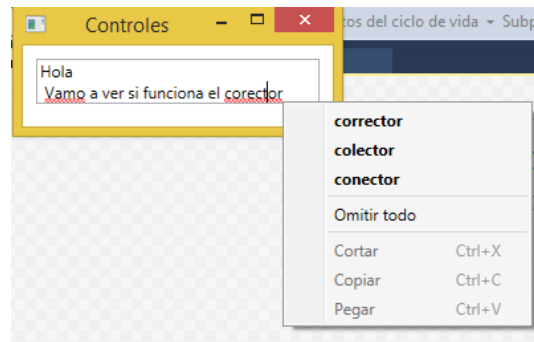 Controles
tos del ciclo de vida
Hola
Vamo a ver si funciona el corector
corrector
colector
conector
Omitir todo
Cortar Ctrl+X
Copiar Ctrl+C
Pegar Ctrl+V